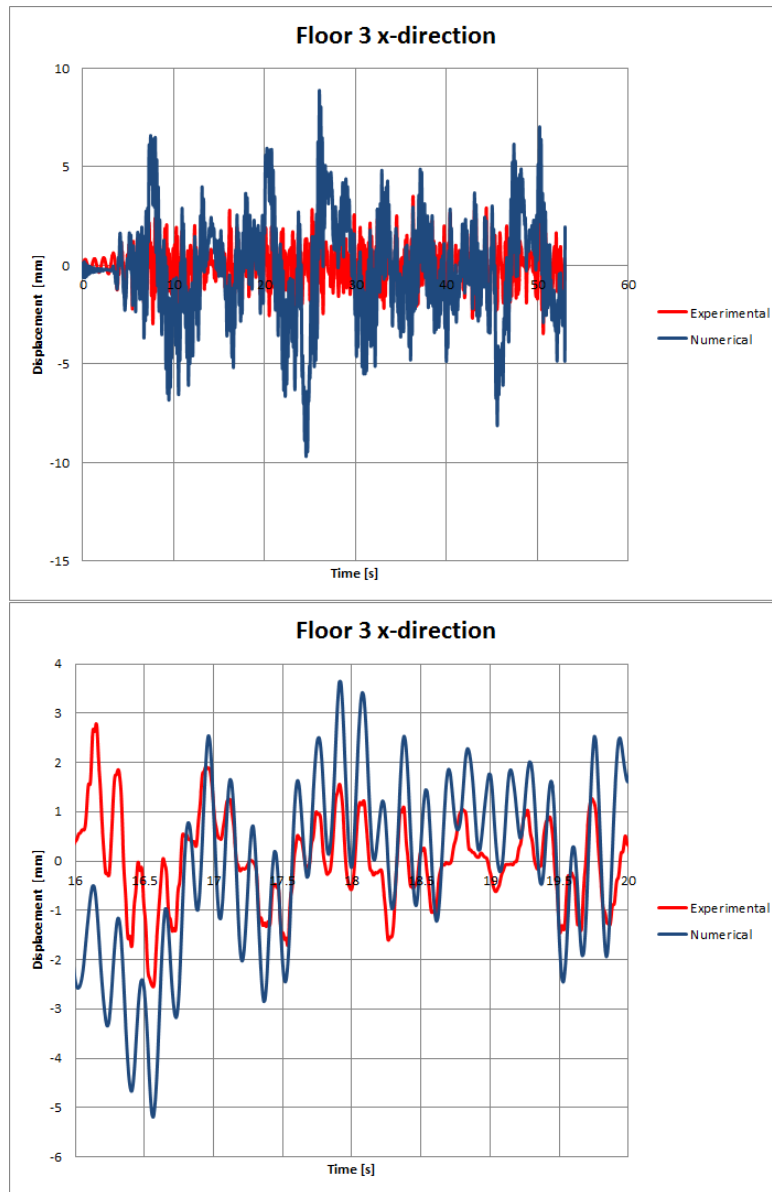 Floor 3 x-direction
10
5
0
-5
-10
-15
0 10 20 30 40 50 60
Displacement [mm]
Time [s]
Experimental
Numerical
Floor 3 x-direction
4
3
2
1
0
-1
-2
-3
-4
-5
-6
16 16.5 17 17.5 18 18.5 19 19.5 20
Displacement [mm]
Time [s]
Experimental
Numerical